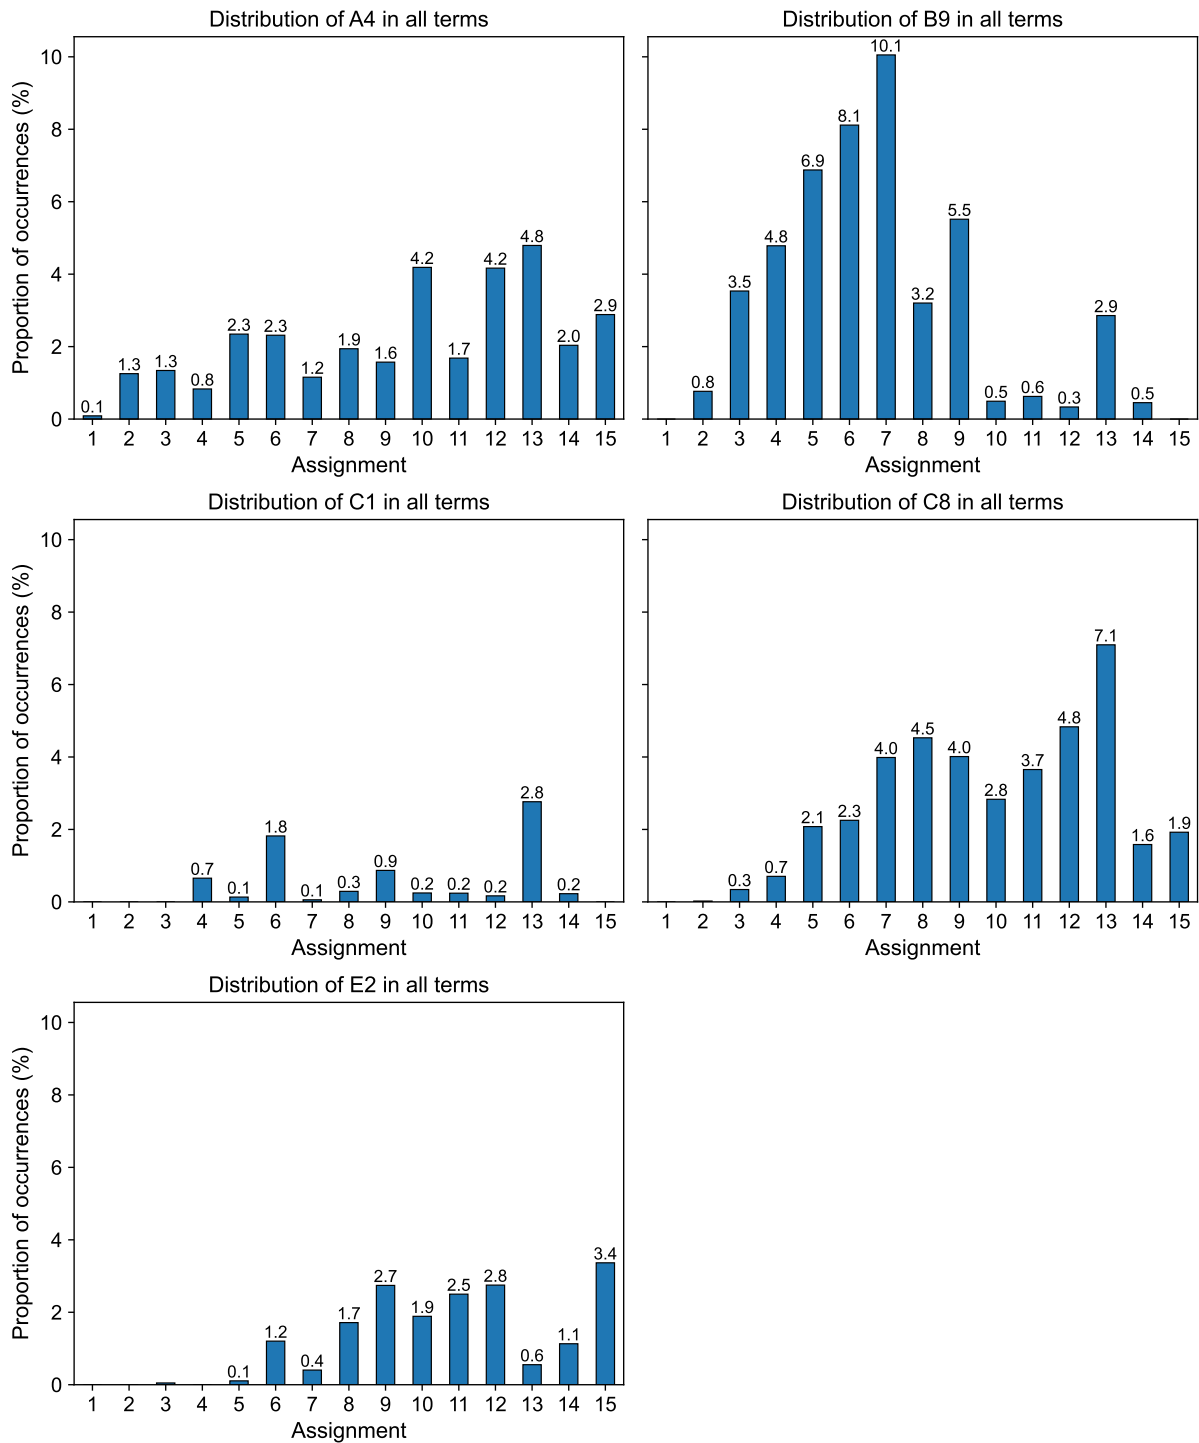 Distribution of A4 in all terms
Proportion of occurrences (%)
10
8
6
4
2
0
0.1 1.3 1.3 0.8 2.3 2.3 1.2 1.9 1.6 4.2 1.7 4.2 4.8 2.0 2.9
1 2 3 4 5 6 7 8 9 10 11 12 13 14 15
Assignment
Distribution of B9 in all terms
0.8 3.5 4.8 6.9 8.1 10.1 3.2 5.5 0.5 0.6 0.3 2.9 0.5
1 2 3 4 5 6 7 8 9 10 11 12 13 14 15
Assignment
Distribution of C1 in all terms
Proportion of occurrences (%)
10
8
6
4
2
0
0.7 0.1 1.8 0.1 0.3 0.9 0.2 0.2 0.2 2.8 0.2
1 2 3 4 5 6 7 8 9 10 11 12 13 14 15
Assignment
Distribution of C8 in all terms
0.3 0.7 2.1 2.3 4.0 4.5 4.0 2.8 3.7 4.8 7.1 1.6 1.9
1 2 3 4 5 6 7 8 9 10 11 12 13 14 15
Assignment
Distribution of E2 in all terms
Proportion of occurrences (%)
10
8
6
4
2
0
0.1 1.2 0.4 1.7 2.7 1.9 2.5 2.8 0.6 1.1 3.4
1 2 3 4 5 6 7 8 9 10 11 12 13 14 15
Assignment